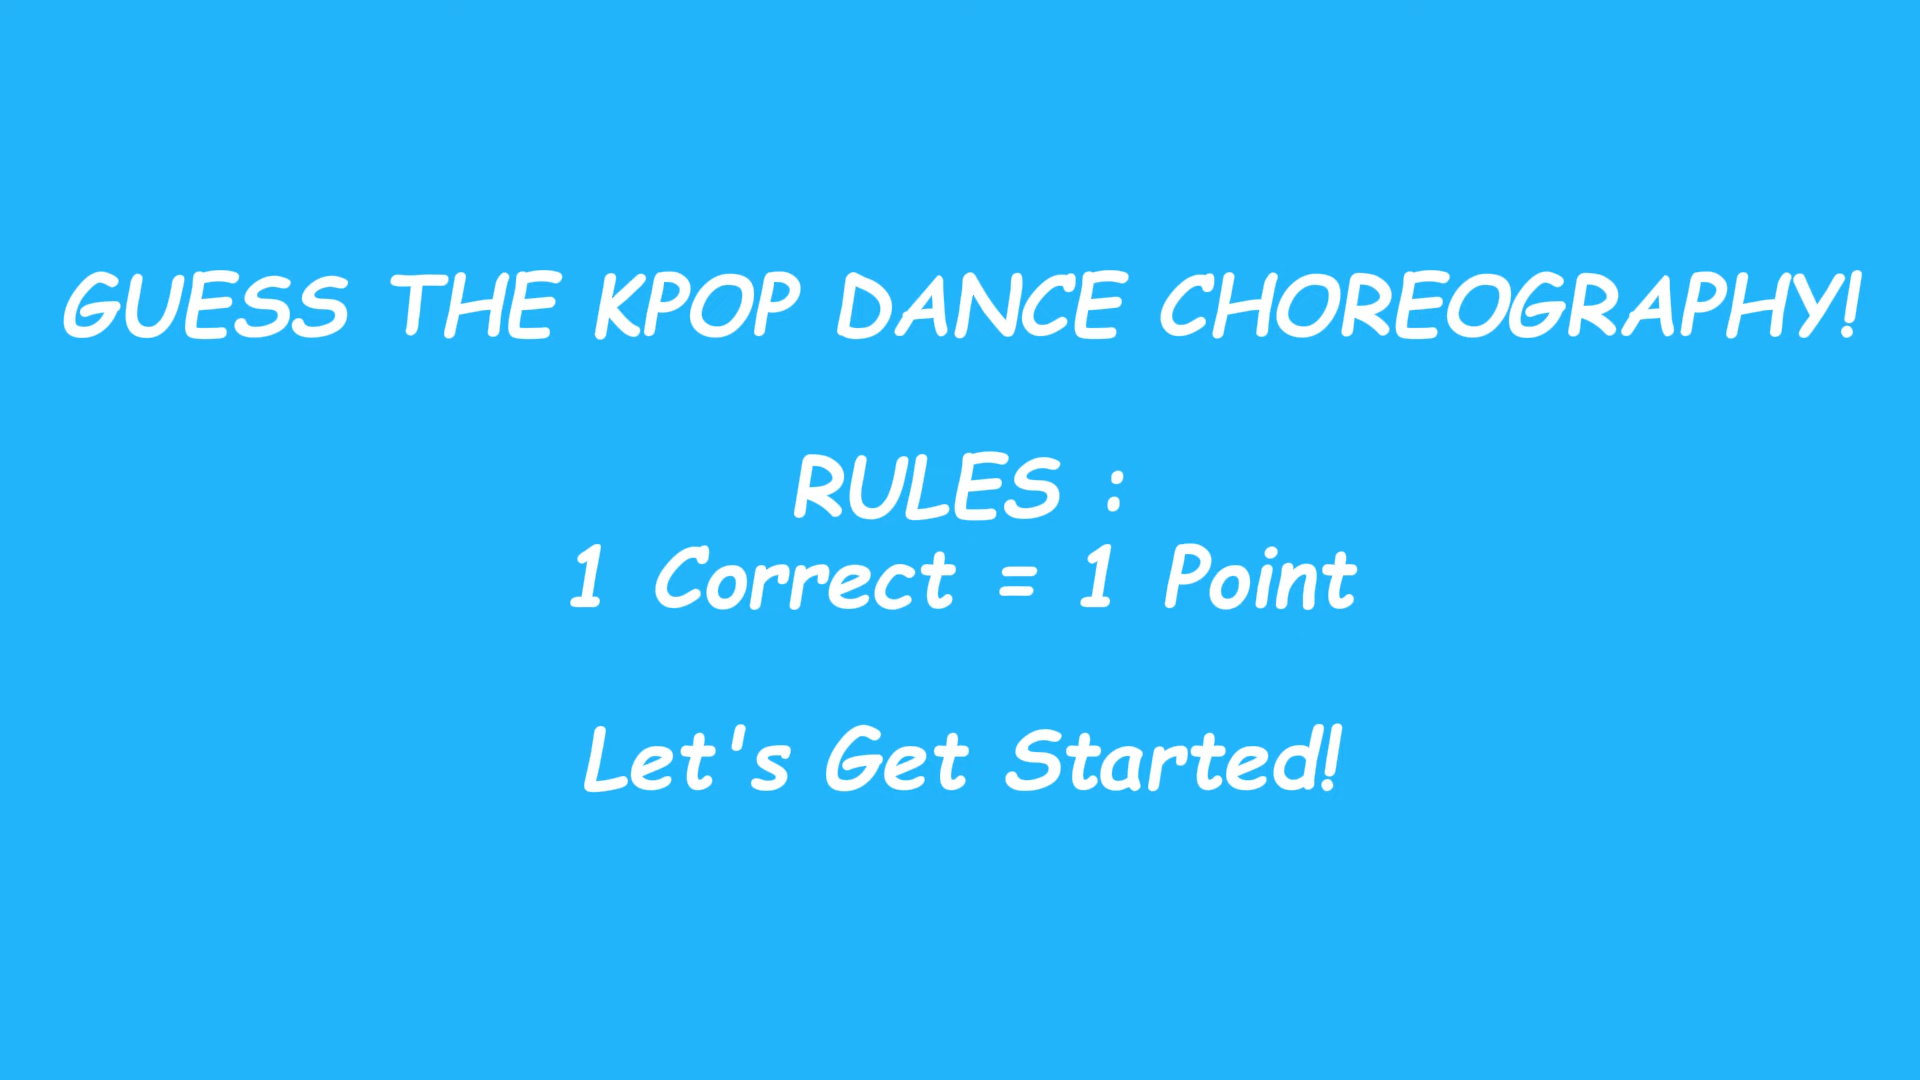 GUESS THE KPOP DANCE CHOREOGRAPHY!
RULES :
1 Correct = 1 Point
Let's Get Started!